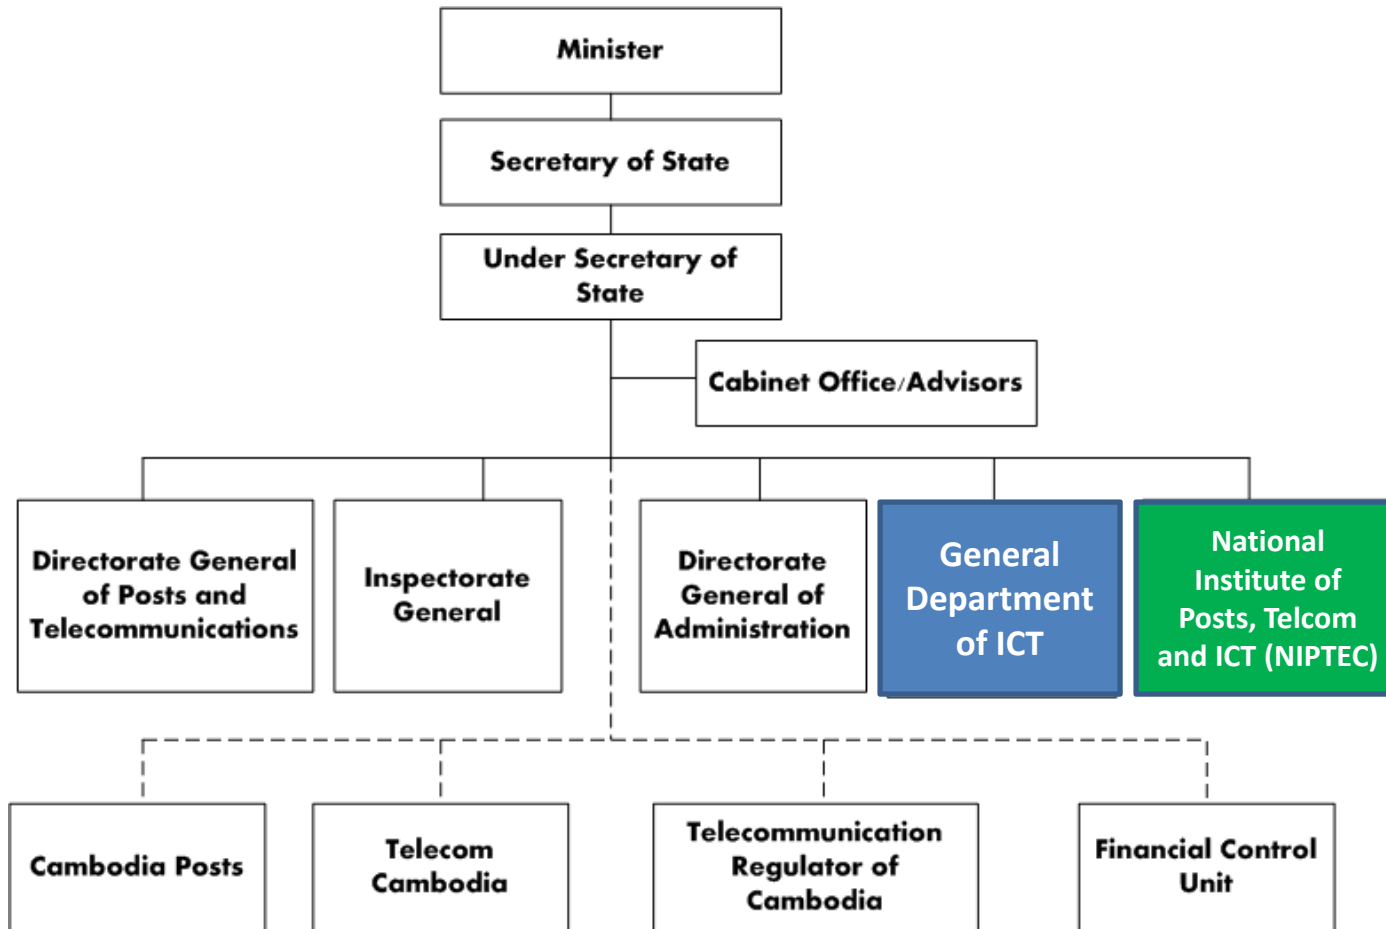 Minister
Secretary of State
Under Secretary of
State
Cabinet Office/Advisors
Directorate General
of Posts and
Telecommunications
Inspectorate
General
Directorate
General of
Administration
General
Department
of ICT
National
Institute of
Posts, Telcom
and ICT (NIPTEC)
Cambodia Posts
Telecom
Cambodia
Telecommunication
Regulator of
Cambodia
Financial Control
Unit